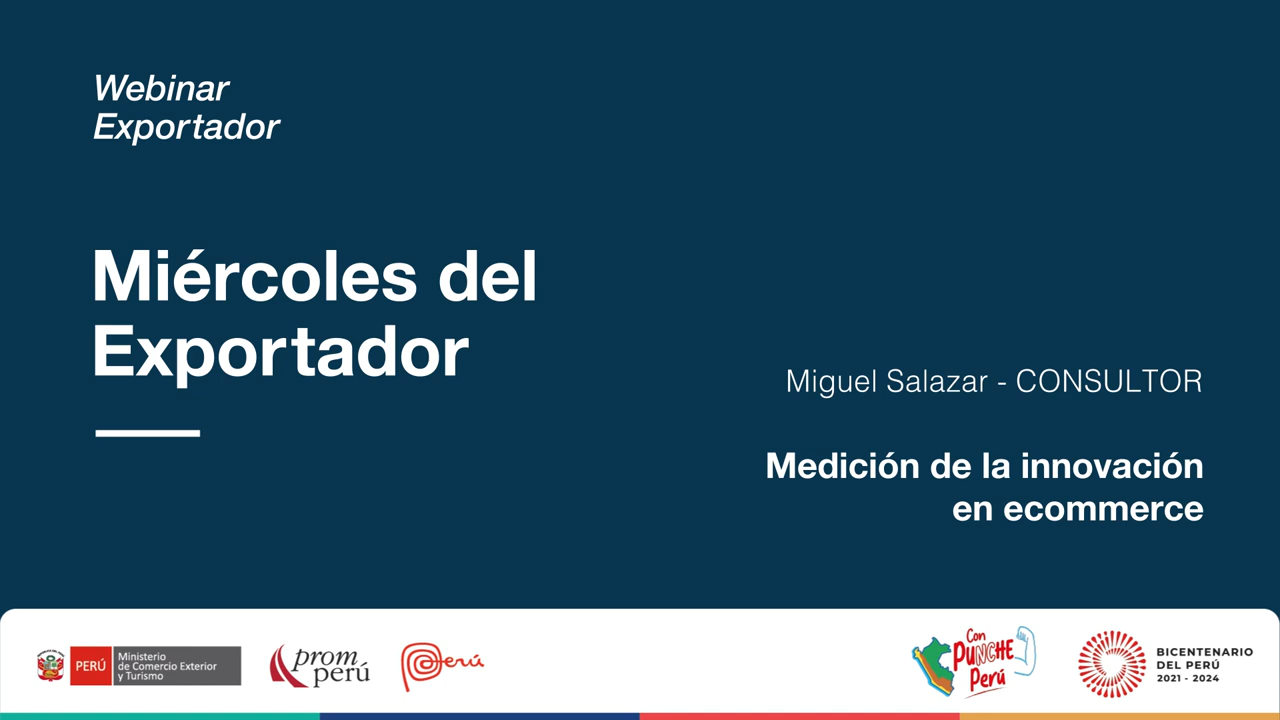 Webinar
Exportador
Miércoles del
Exportador
Miguel Salazar - CONSULTOR
Medición de la innovación
en ecommerce
PERÚ
Ministerio
de Comercio Exterior
y Turismo
prom
perú
Perú
Con
PUNCHE
Perú
BICENTENARIO
DEL PERÚ
2021 - 2024